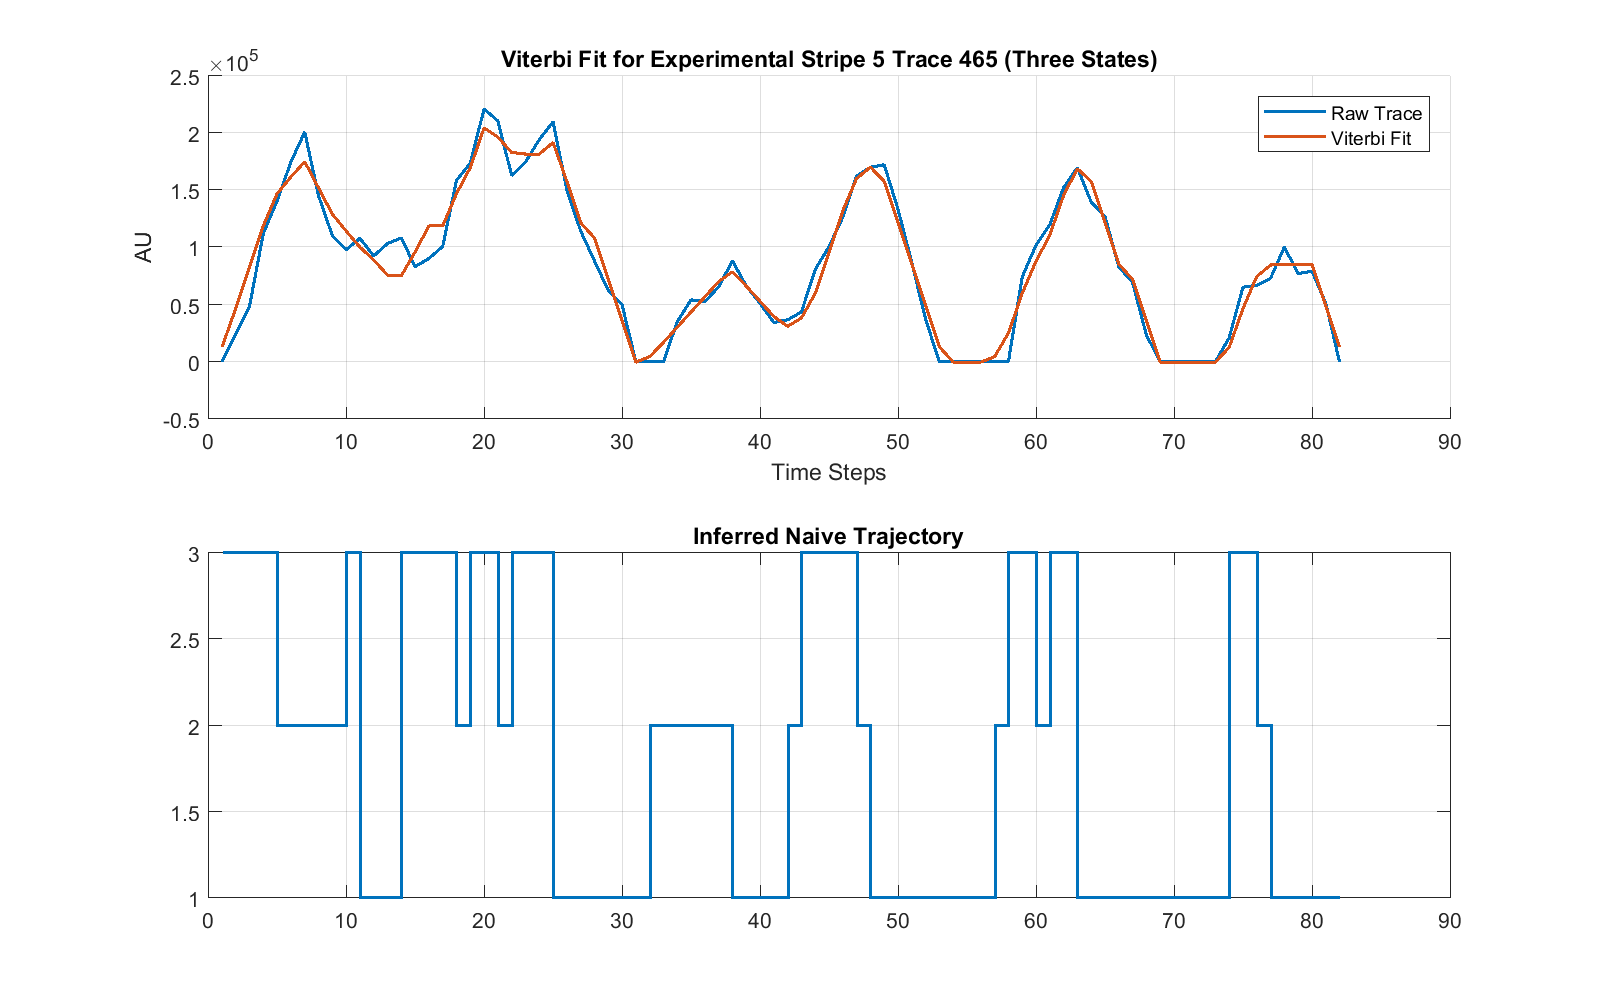 Viterbi Fit for Experimental Stripe 5 Trace 465 (Three States)
×10^5
2.5
2
1.5
1
0.5
0
-0.5
AU
Raw Trace
Viterbi Fit
0 10 20 30 40 50 60 70 80 90
Time Steps
Inferred Naive Trajectory
3
2.5
2
1.5
1
0 10 20 30 40 50 60 70 80 90